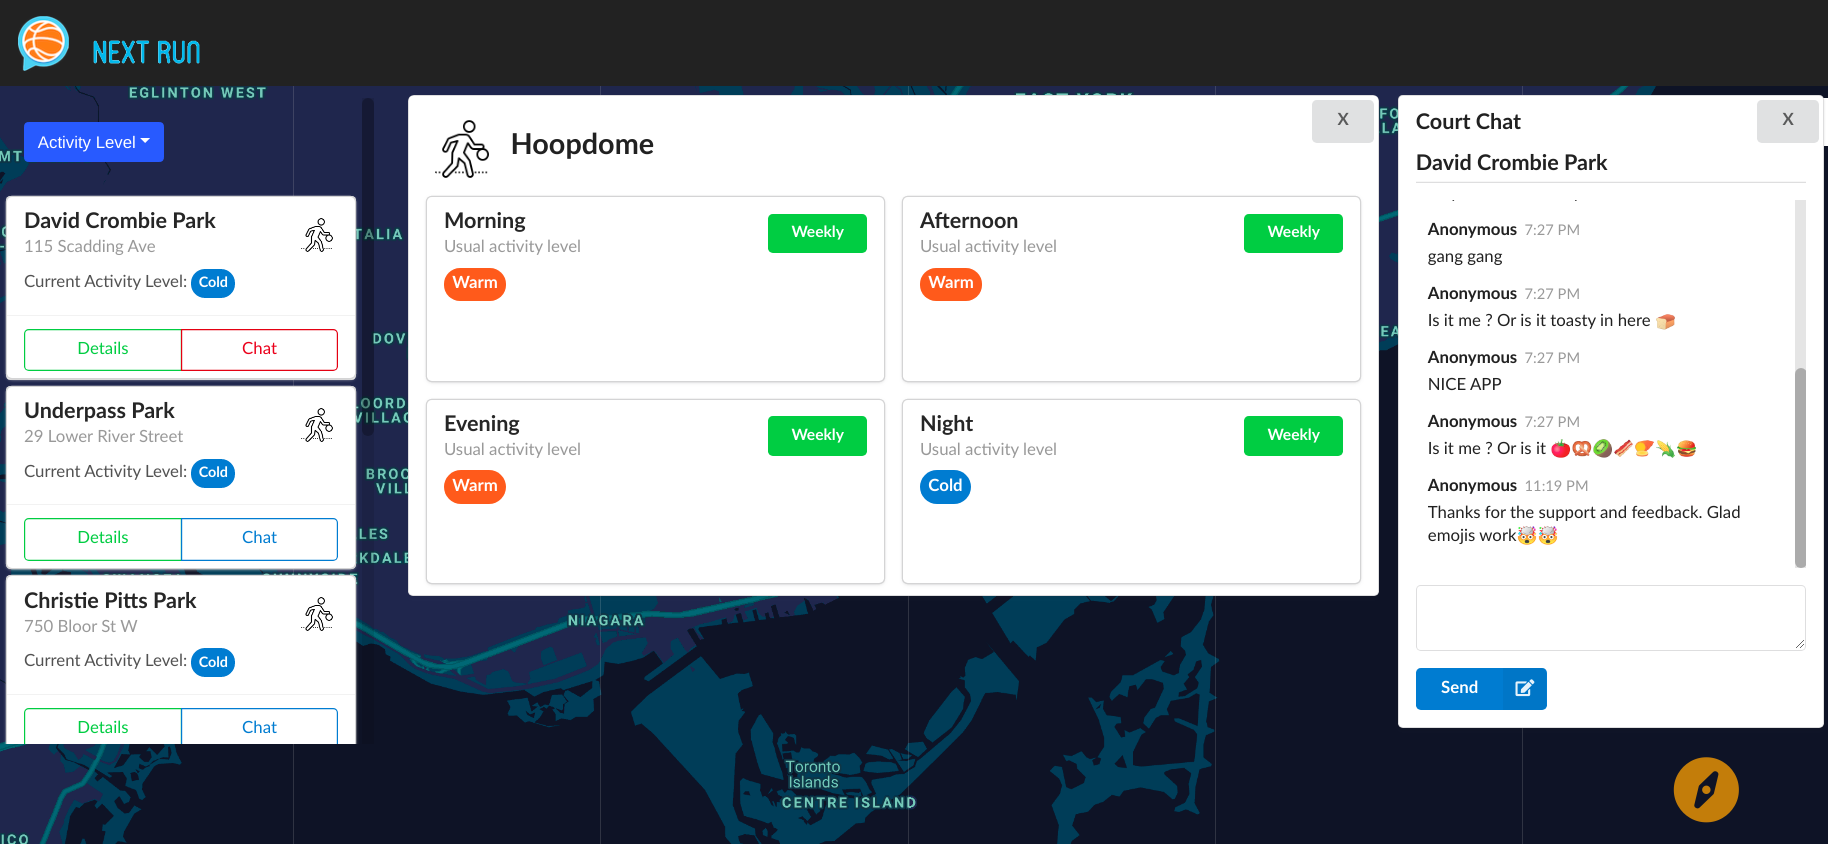 NEXT RUN
EGLINTON WEST
EAST YORK
Activity Level
David Crombie Park
115 Scadding Ave
Current Activity Level: Cold
Details
Chat
Underpass Park
29 Lower River Street
Current Activity Level: Cold
Details
Chat
Christie Pitts Park
750 Bloor St W
Current Activity Level: Cold
Details
Chat
Hoopdome
X
Morning
Weekly
Usual activity level
Warm
Afternoon
Weekly
Usual activity level
Warm
Evening
Weekly
Usual activity level
Warm
Night
Weekly
Usual activity level
Cold
Court Chat
X
David Crombie Park
Anonymous 7:27 PM
gang gang
Anonymous 7:27 PM
Is it me ? Or is it toasty in here 🍞
Anonymous 7:27 PM
NICE APP
Anonymous 7:27 PM
Is it me ? Or is it 🍅🥨🥝🥓🍞🌽🍔
Anonymous 11:19 PM
Thanks for the support and feedback. Glad
emojis work🤯🤯
Send
NIAGARA
Toronto
Islands
CENTRE ISLAND